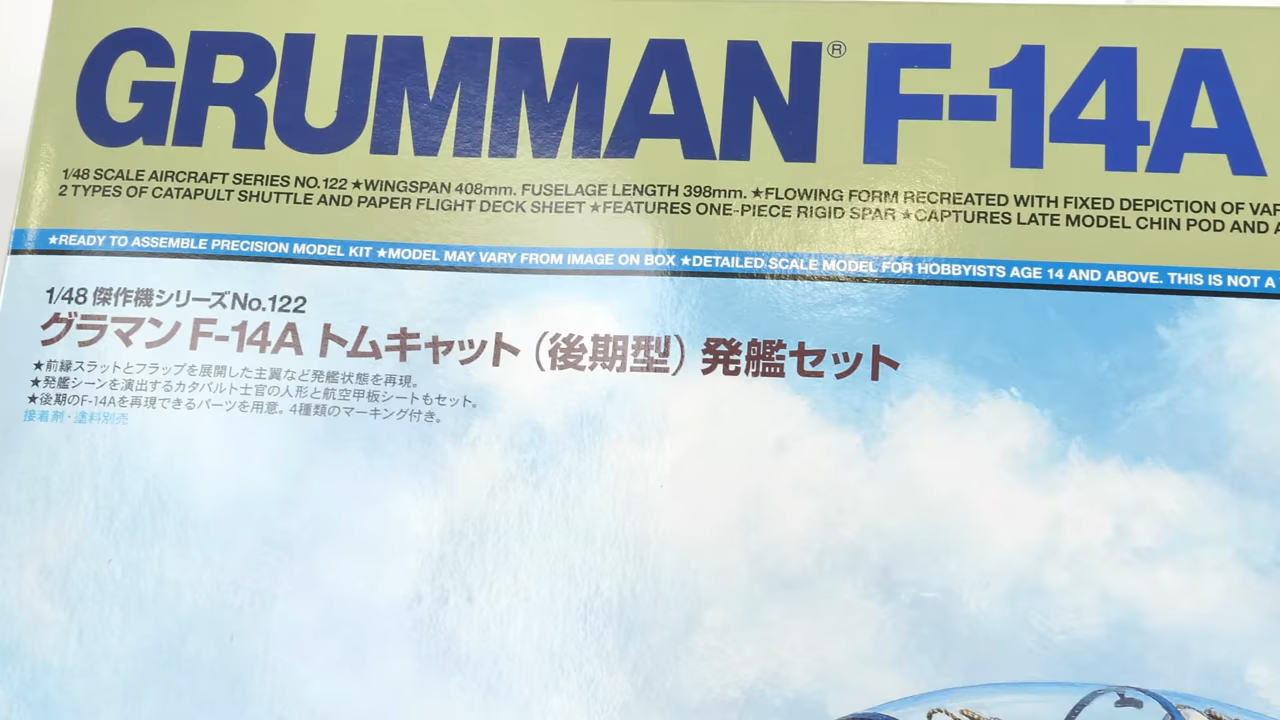 GRUMMAN® F-14A
1/48 SCALE AIRCRAFT SERIES NO.122 ★WINGSPAN 408mm. FUSELAGE LENGTH 398mm. ★FLOWING FORM RECREATED WITH FIXED DEPICTION OF
2 TYPES OF CATAPULT SHUTTLE AND PAPER FLIGHT DECK SHEET ★FEATURES ONE-PIECE RIGID SPAR ★CAPTURES LATE MODEL CHIN POD AND
★READY TO ASSEMBLE PRECISION MODEL KIT ★MODEL MAY VARY FROM IMAGE ON BOX ★DETAILED SCALE MODEL FOR HOBBYISTS AGE 14 AND ABOVE. THIS IS NOT A
1/48 傑作機シリーズNo.122
グラマン F-14A トムキャット（後期型）発艦セット
★前縁スラットとフラップを展開した主翼など発艦状態を再現。
★発艦シーンを演出するカタパルト士官の人形と航空甲板シートもセット。
★後期のF-14Aを再現できるパーツを用意。4種類のマーキング付き。
接着剤・塗料別売